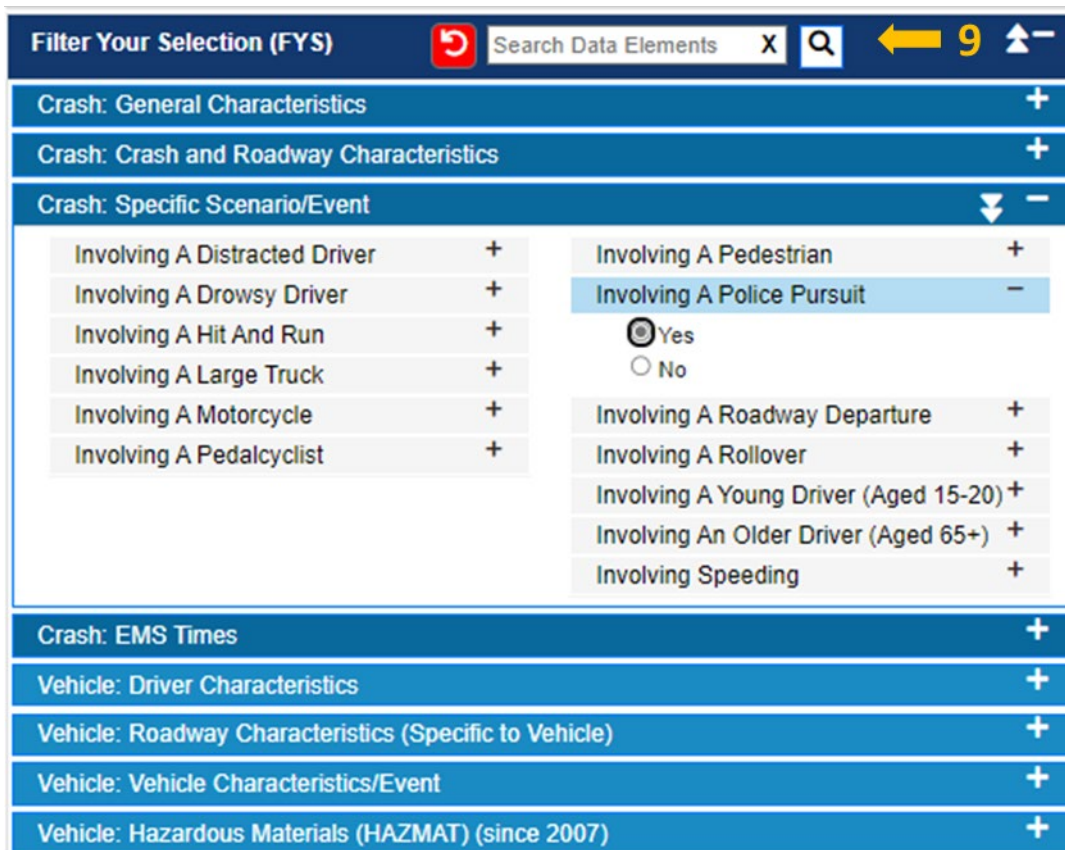 Filter Your Selection (FYS) Search Data Elements X 9
Crash: General Characteristics +
Crash: Crash and Roadway Characteristics +
Crash: Specific Scenario/Event
Involving A Distracted Driver +
Involving A Drowsy Driver +
Involving A Hit And Run +
Involving A Large Truck +
Involving A Motorcycle +
Involving A Pedalcyclist +
Involving A Pedestrian +
Involving A Police Pursuit −
Yes
No
Involving A Roadway Departure +
Involving A Rollover +
Involving A Young Driver (Aged 15-20) +
Involving An Older Driver (Aged 65+) +
Involving Speeding +
Crash: EMS Times +
Vehicle: Driver Characteristics +
Vehicle: Roadway Characteristics (Specific to Vehicle) +
Vehicle: Vehicle Characteristics/Event +
Vehicle: Hazardous Materials (HAZMAT) (since 2007) +